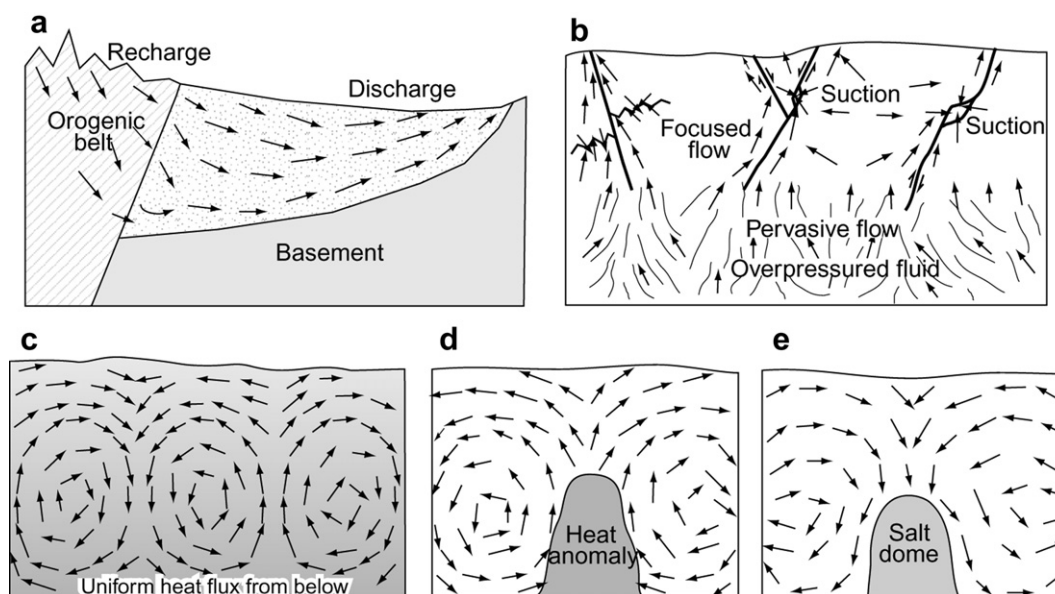 a
Recharge
Discharge
Orogenic
belt
Basement
b
Suction
Focused
flow
Suction
Pervasive flow
Overpressured fluid
c
Uniform heat flux from below
d
Heat
anomaly
e
Salt
dome